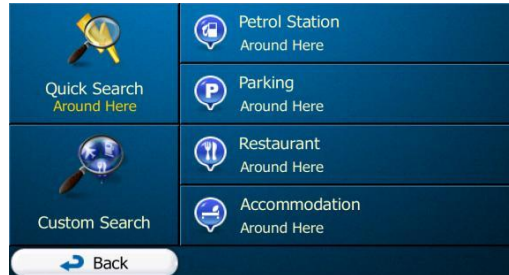 Quick Search
Around Here
Custom Search
Petrol Station
Around Here
P
Parking
Around Here
Restaurant
Around Here
Accommodation
Around Here
Back